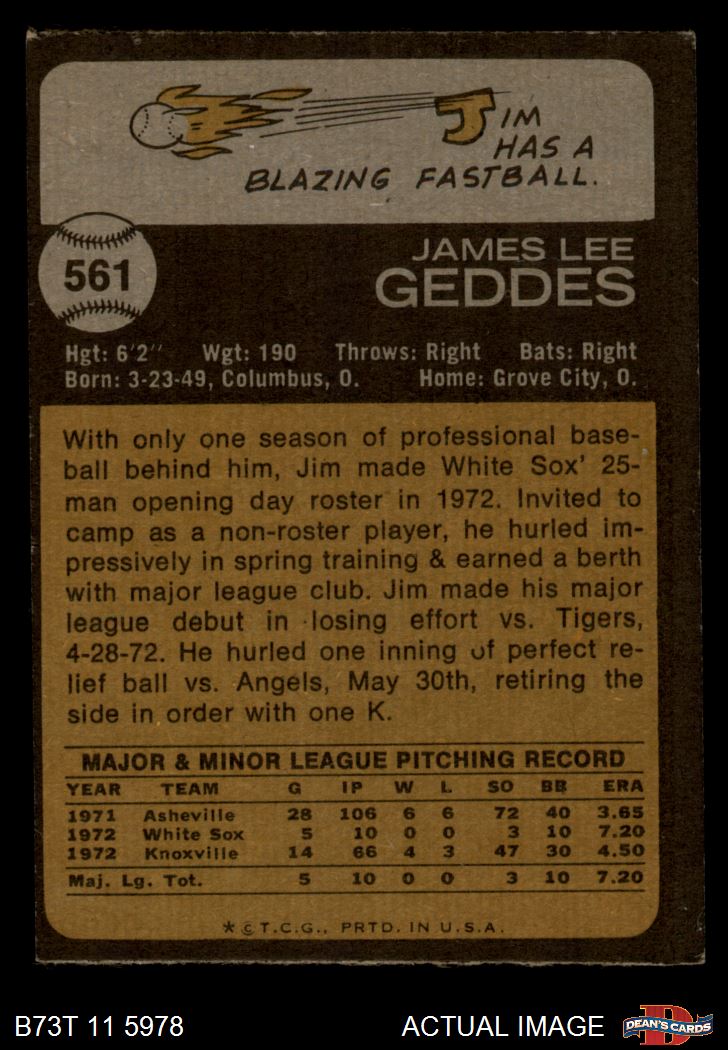 JIM
HAS A
BLAZING FASTBALL.
561
JAMES LEE
GEDDES
Hgt: 6'2" Wgt: 190 Throws: Right Bats: Right
Born: 3-23-49, Columbus, O. Home: Grove City, O.
With only one season of professional base-
ball behind him, Jim made White Sox' 25-
man opening day roster in 1972. Invited to
camp as a non-roster player, he hurled im-
pressively in spring training & earned a berth
with major league club. Jim made his major
league debut in losing effort vs. Tigers,
4-28-72. He hurled one inning of perfect re-
lief ball vs. Angels, May 30th, retiring the
side in order with one K.
MAJOR & MINOR LEAGUE PITCHING RECORD
YEAR TEAM G IP W L SO BB ERA
1971 Asheville 28 106 6 6 72 40 3.65
1972 White Sox 5 10 0 0 3 10 7.20
1972 Knoxville 14 66 4 3 47 30 4.50
Maj. Lg. Tot. 5 10 0 0 3 10 7.20
* © T.C.G., PRTD. IN U.S.A.
B73T 11 5978 ACTUAL IMAGE D DEAN'S CARDS